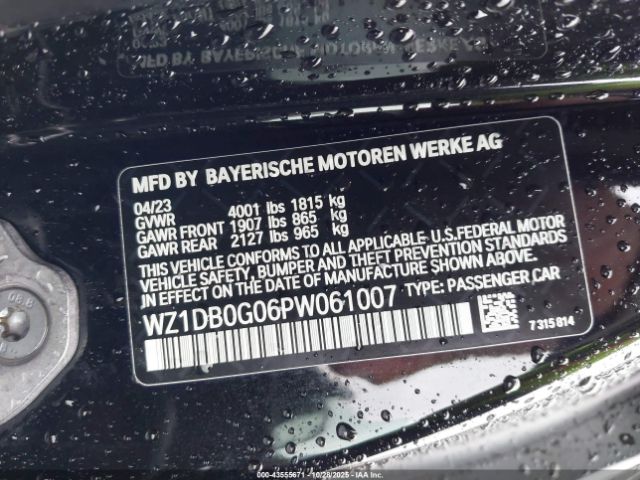 MFD BY BAYERISCHE MOTOREN WERKE AG
04/23
GVWR 4001 lbs 1815 kg
GAWR FRONT 1907 lbs 865 kg
GAWR REAR 2127 lbs 965 kg
THIS VEHICLE CONFORMS TO ALL APPLICABLE U.S.FEDERAL MOTOR
VEHICLE SAFETY, BUMPER AND THEFT PREVENTION STANDARDS
IN EFFECT ON THE DATE OF MANUFACTURE SHOWN ABOVE.
WZ1DB0G06PW061007 TYPE: PASSENGER CAR
7315814
000-43555671 - 10/28/2025 - IAAI.COM